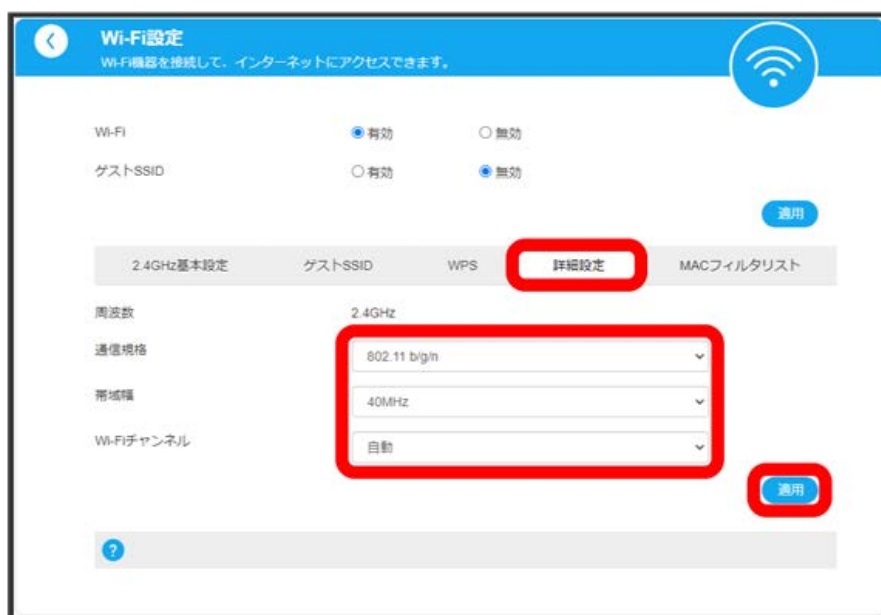 Wi-Fi設定
Wi-Fi機器を接続して、インターネットにアクセスできます。
Wi-Fi 有効 無効
ゲストSSID 有効 無効
適用
2.4GHz基本設定 ゲストSSID WPS 詳細設定 MACフィルタリスト
周波数 2.4GHz
通信規格 802.11 b/g/n
帯域幅 40MHz
Wi-Fiチャンネル 自動
適用
?